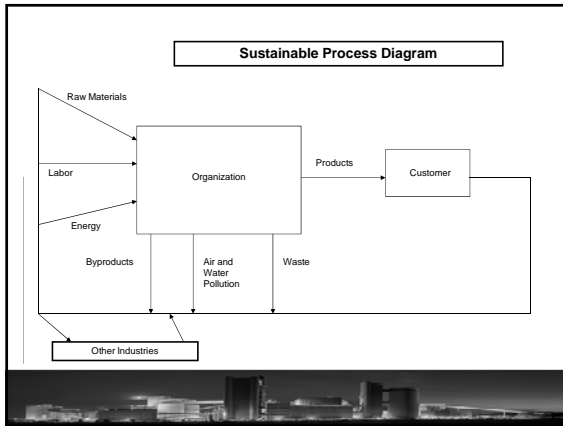 Sustainable Process Diagram
Raw Materials
Labor
Energy
Organization
Products
Customer
Byproducts
Air and
Water
Pollution
Waste
Other Industries